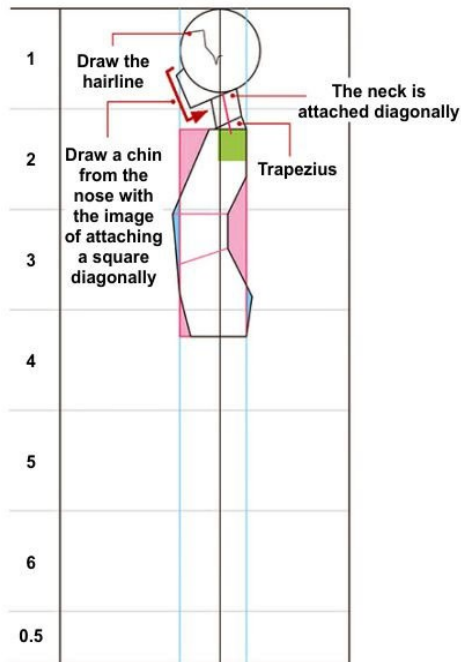 1
Draw the
hairline
The neck is
attached diagonally
2
Draw a chin
from the
nose with
the image
of attaching
a square
diagonally
Trapezius
3
4
5
6
0.5